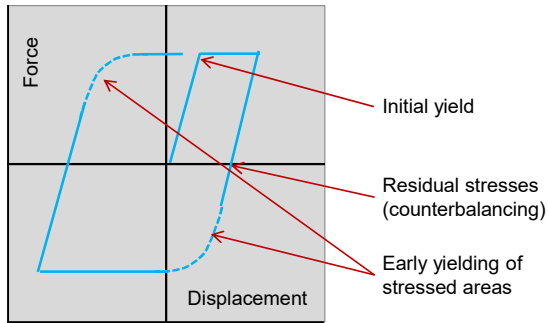 Force
Initial yield
Residual stresses
(counterbalancing)
Early yielding of
stressed areas
Displacement